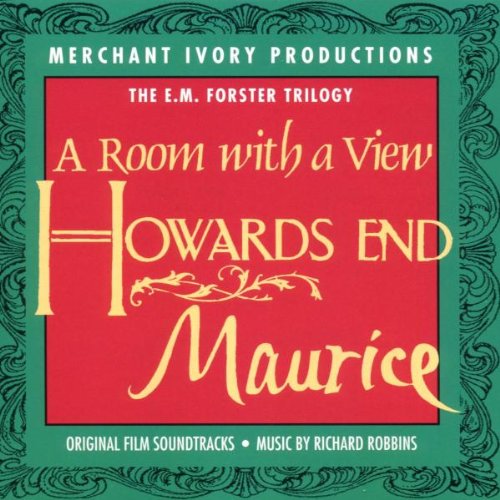 MERCHANT IVORY PRODUCTIONS
THE E.M. FORSTER TRILOGY
A ROOM with a VIEW
HOWARDS END
Maurice
ORIGINAL FILM SOUNDTRACKS • MUSIC BY RICHARD ROBBINS